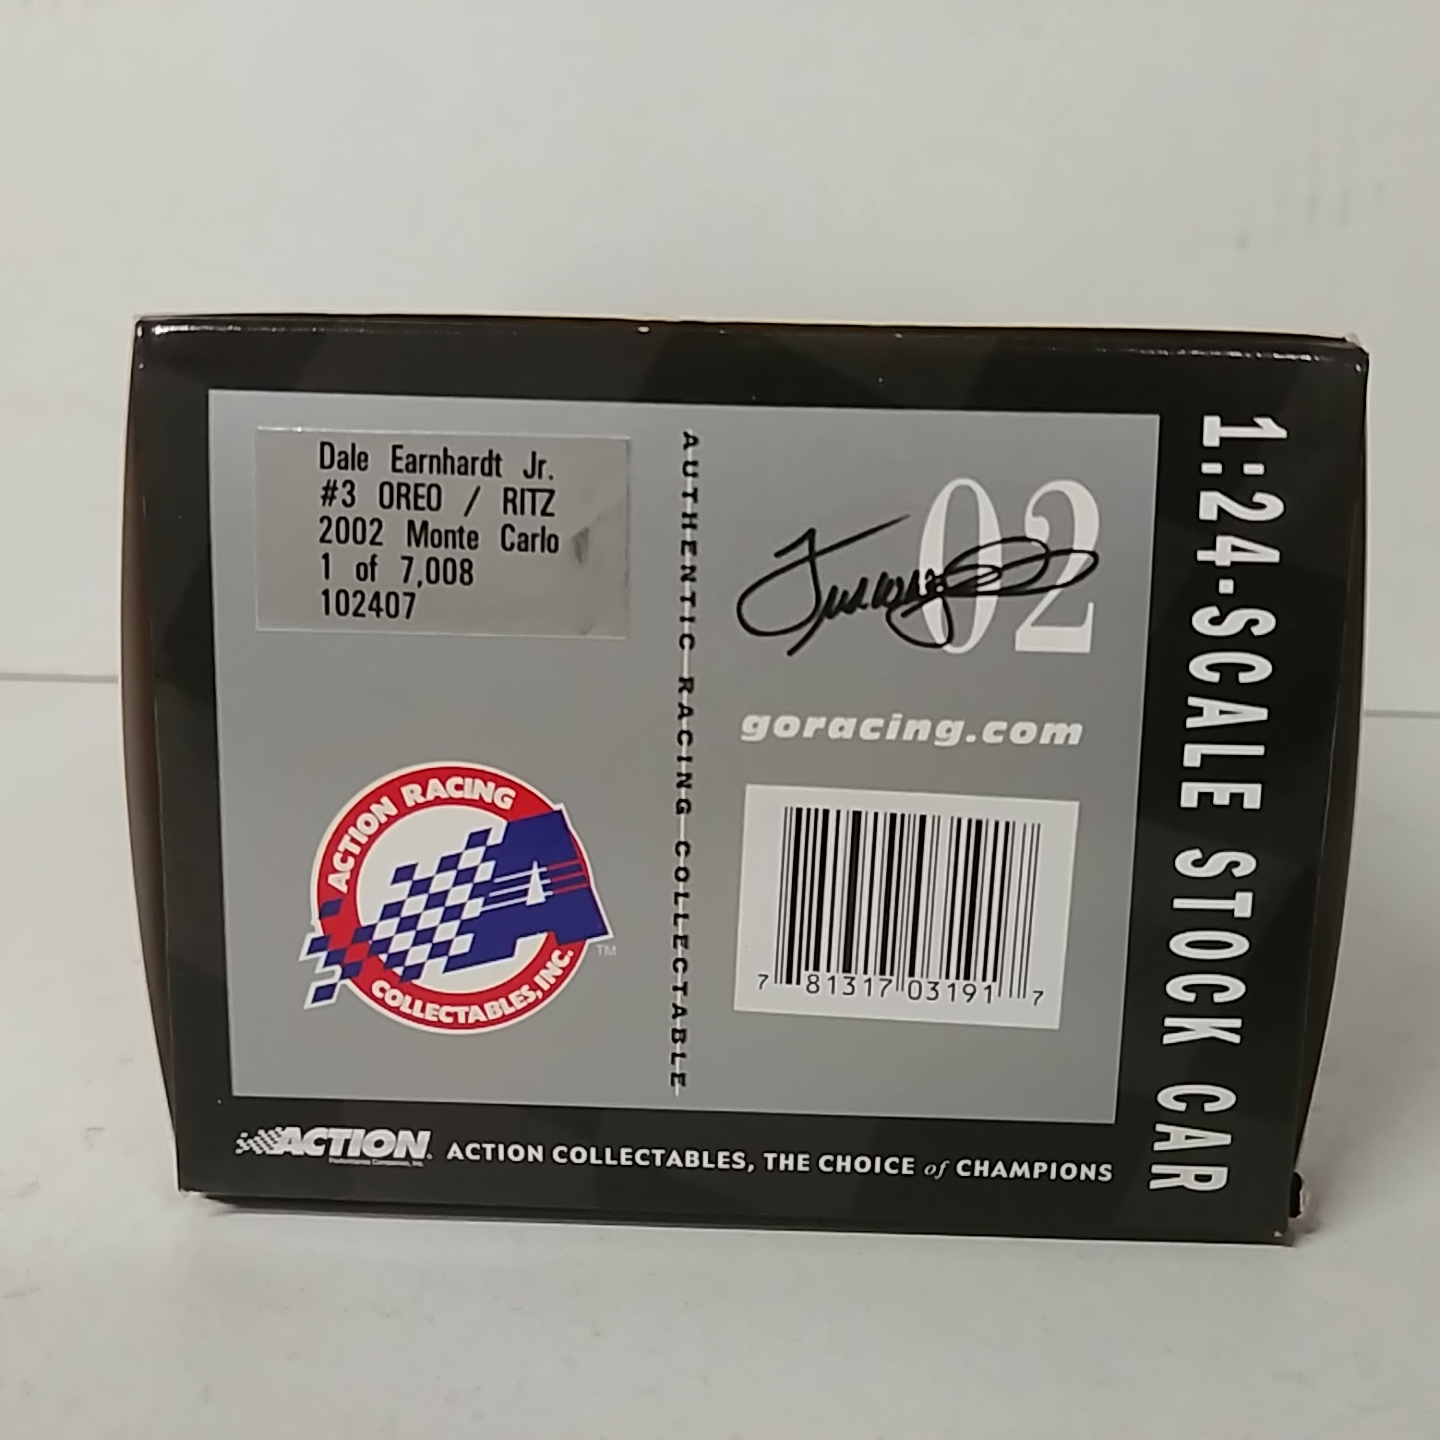 Dale Earnhardt Jr.
#3 OREO / RITZ
2002 Monte Carlo
1 of 7,008
102407
AUTHENTIC RACING COLLECTABLE
02
goracing.com
7 81317 03191 7
ACTION RACING
COLLECTABLES, INC.
TM
1:24-SCALE STOCK CAR
ACTION
ACTION COLLECTABLES, THE CHOICE of CHAMPIONS